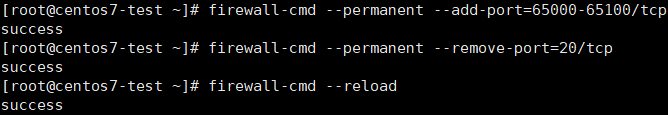 [root@centos7-test ~]# firewall-cmd --permanent --add-port=65000-65100/tcp
success
[root@centos7-test ~]# firewall-cmd --permanent --remove-port=20/tcp
success
[root@centos7-test ~]# firewall-cmd --reload
success